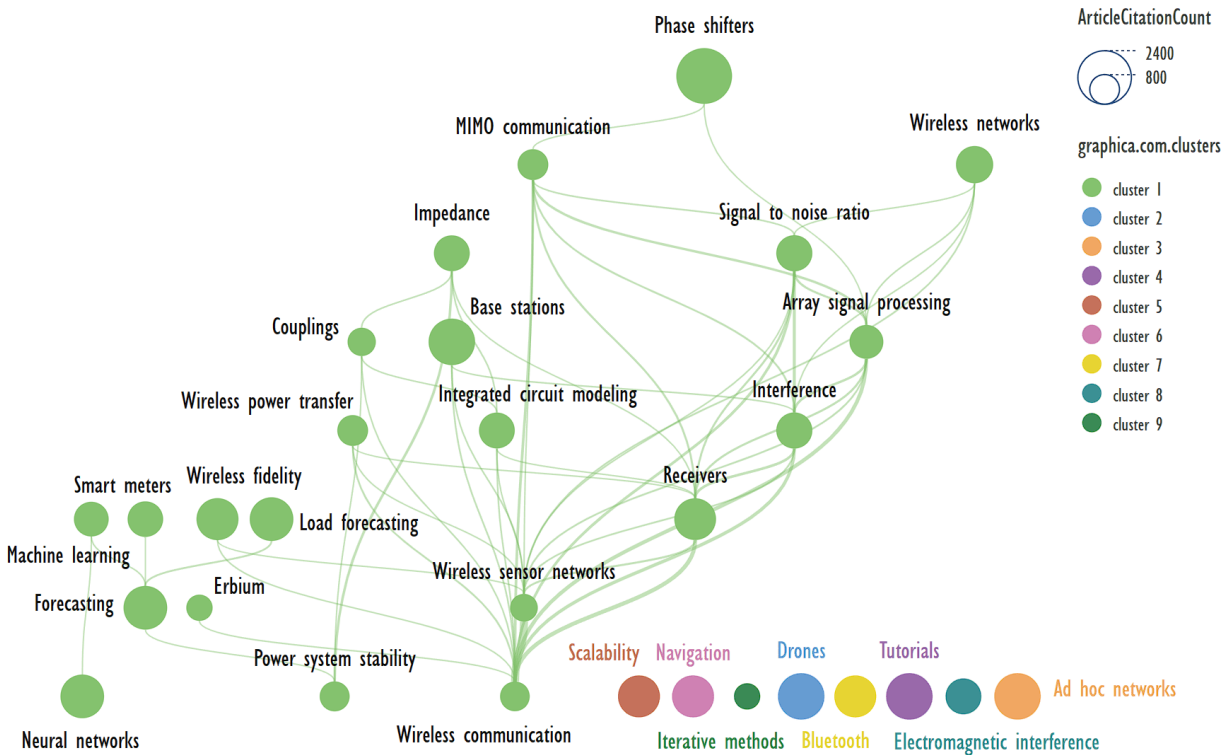 Phase shifters
MIMO communication
Wireless networks
Impedance
Signal to noise ratio
Base stations
Array signal processing
Couplings
Wireless power transfer
Integrated circuit modeling
Interference
Wireless fidelity
Smart meters
Receivers
Load forecasting
Machine learning
Wireless sensor networks
Erbium
Forecasting
Power system stability
Neural networks
Wireless communication
Scalability
Navigation
Drones
Tutorials
Ad hoc networks
Iterative methods
Bluetooth
Electromagnetic interference
ArticleCitationCount
2400
800
graphica.com.clusters
cluster 1
cluster 2
cluster 3
cluster 4
cluster 5
cluster 6
cluster 7
cluster 8
cluster 9